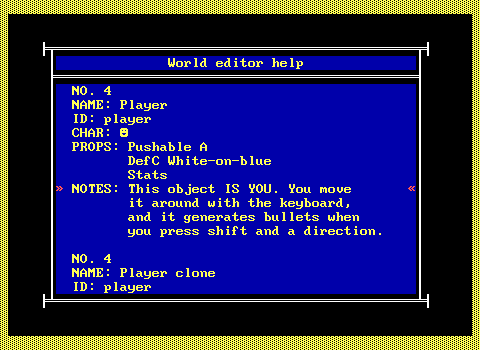 World editor help
NO. 4
NAME: Player
ID: player
CHAR: ☻
PROPS: Pushable A
DefC White-on-blue
Stats
» NOTES: This object IS YOU. You move «
it around with the keyboard,
and it generates bullets when
you press shift and a direction.
NO. 4
NAME: Player clone
ID: player